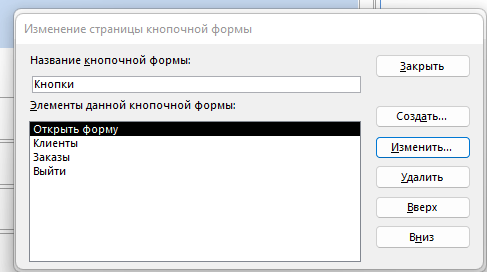 Изменение страницы кнопочной формы
Название кнопочной формы:
Закрыть
Кнопки
Элементы данной кнопочной формы:
Создать...
Открыть форму
Клиенты
Изменить...
Заказы
Выйти
Удалить
Вверх
Вниз